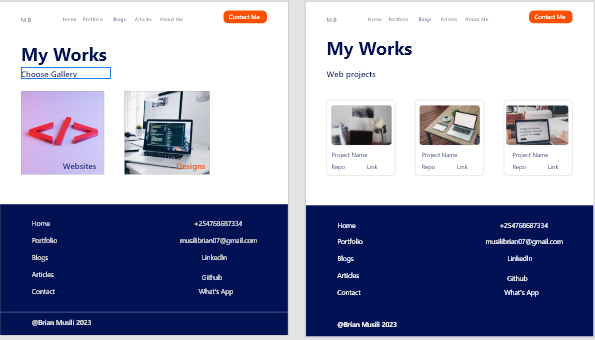 M.B Home Portfolio Blogs Articles About Me Contact Me
My Works
Choose Gallery
Websites
Designs
Home +254768687334
Portfolio musilibrian07@gmail.com
Blogs LinkedIn
Articles Github
Contact What's App
@Brian Musili 2023
M.B Home Portfolio Blogs Articles About Me Contact Me
My Works
Web projects
Project Name Project Name Project Name
Repo Link Repo Link Repo Link
Home +254768687334
Portfolio musilibrian07@gmail.com
Blogs LinkedIn
Articles Github
Contact What's App
@Brian Musili 2023